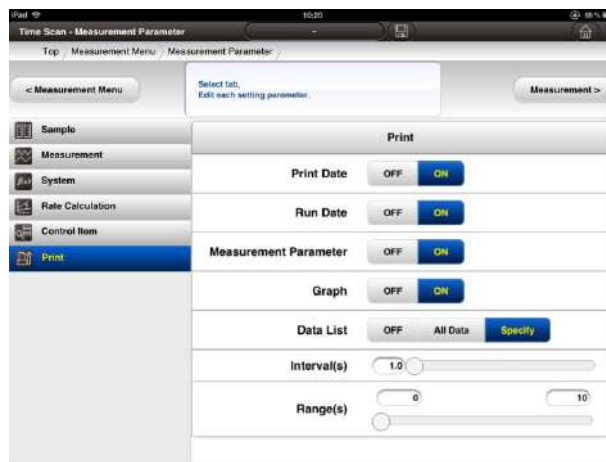 iPad 10:20
Time Scan - Measurement Parameter -
Top / Measurement Menu / Measurement Parameter /
< Measurement Menu
Select tab,
Edit each setting parameter.
Measurement >
Sample
Measurement
System
Rate Calculation
Control Item
Print
Print
Print Date OFF ON
Run Date OFF ON
Measurement Parameter OFF ON
Graph OFF ON
Data List OFF All Data Specify
Interval(s) 1.0
Range(s) 0 10